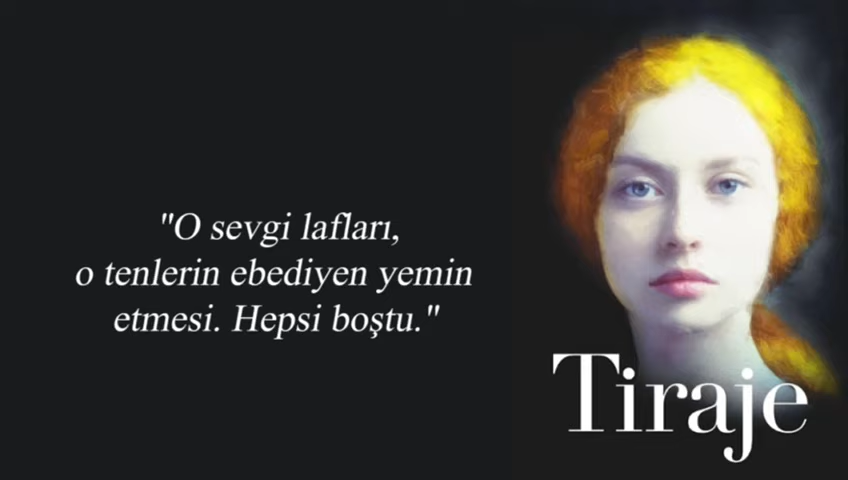 "O sevgi lafları,
o tenlerin ebediyen yemin
etmesi. Hepsi boştu."
Tiraje